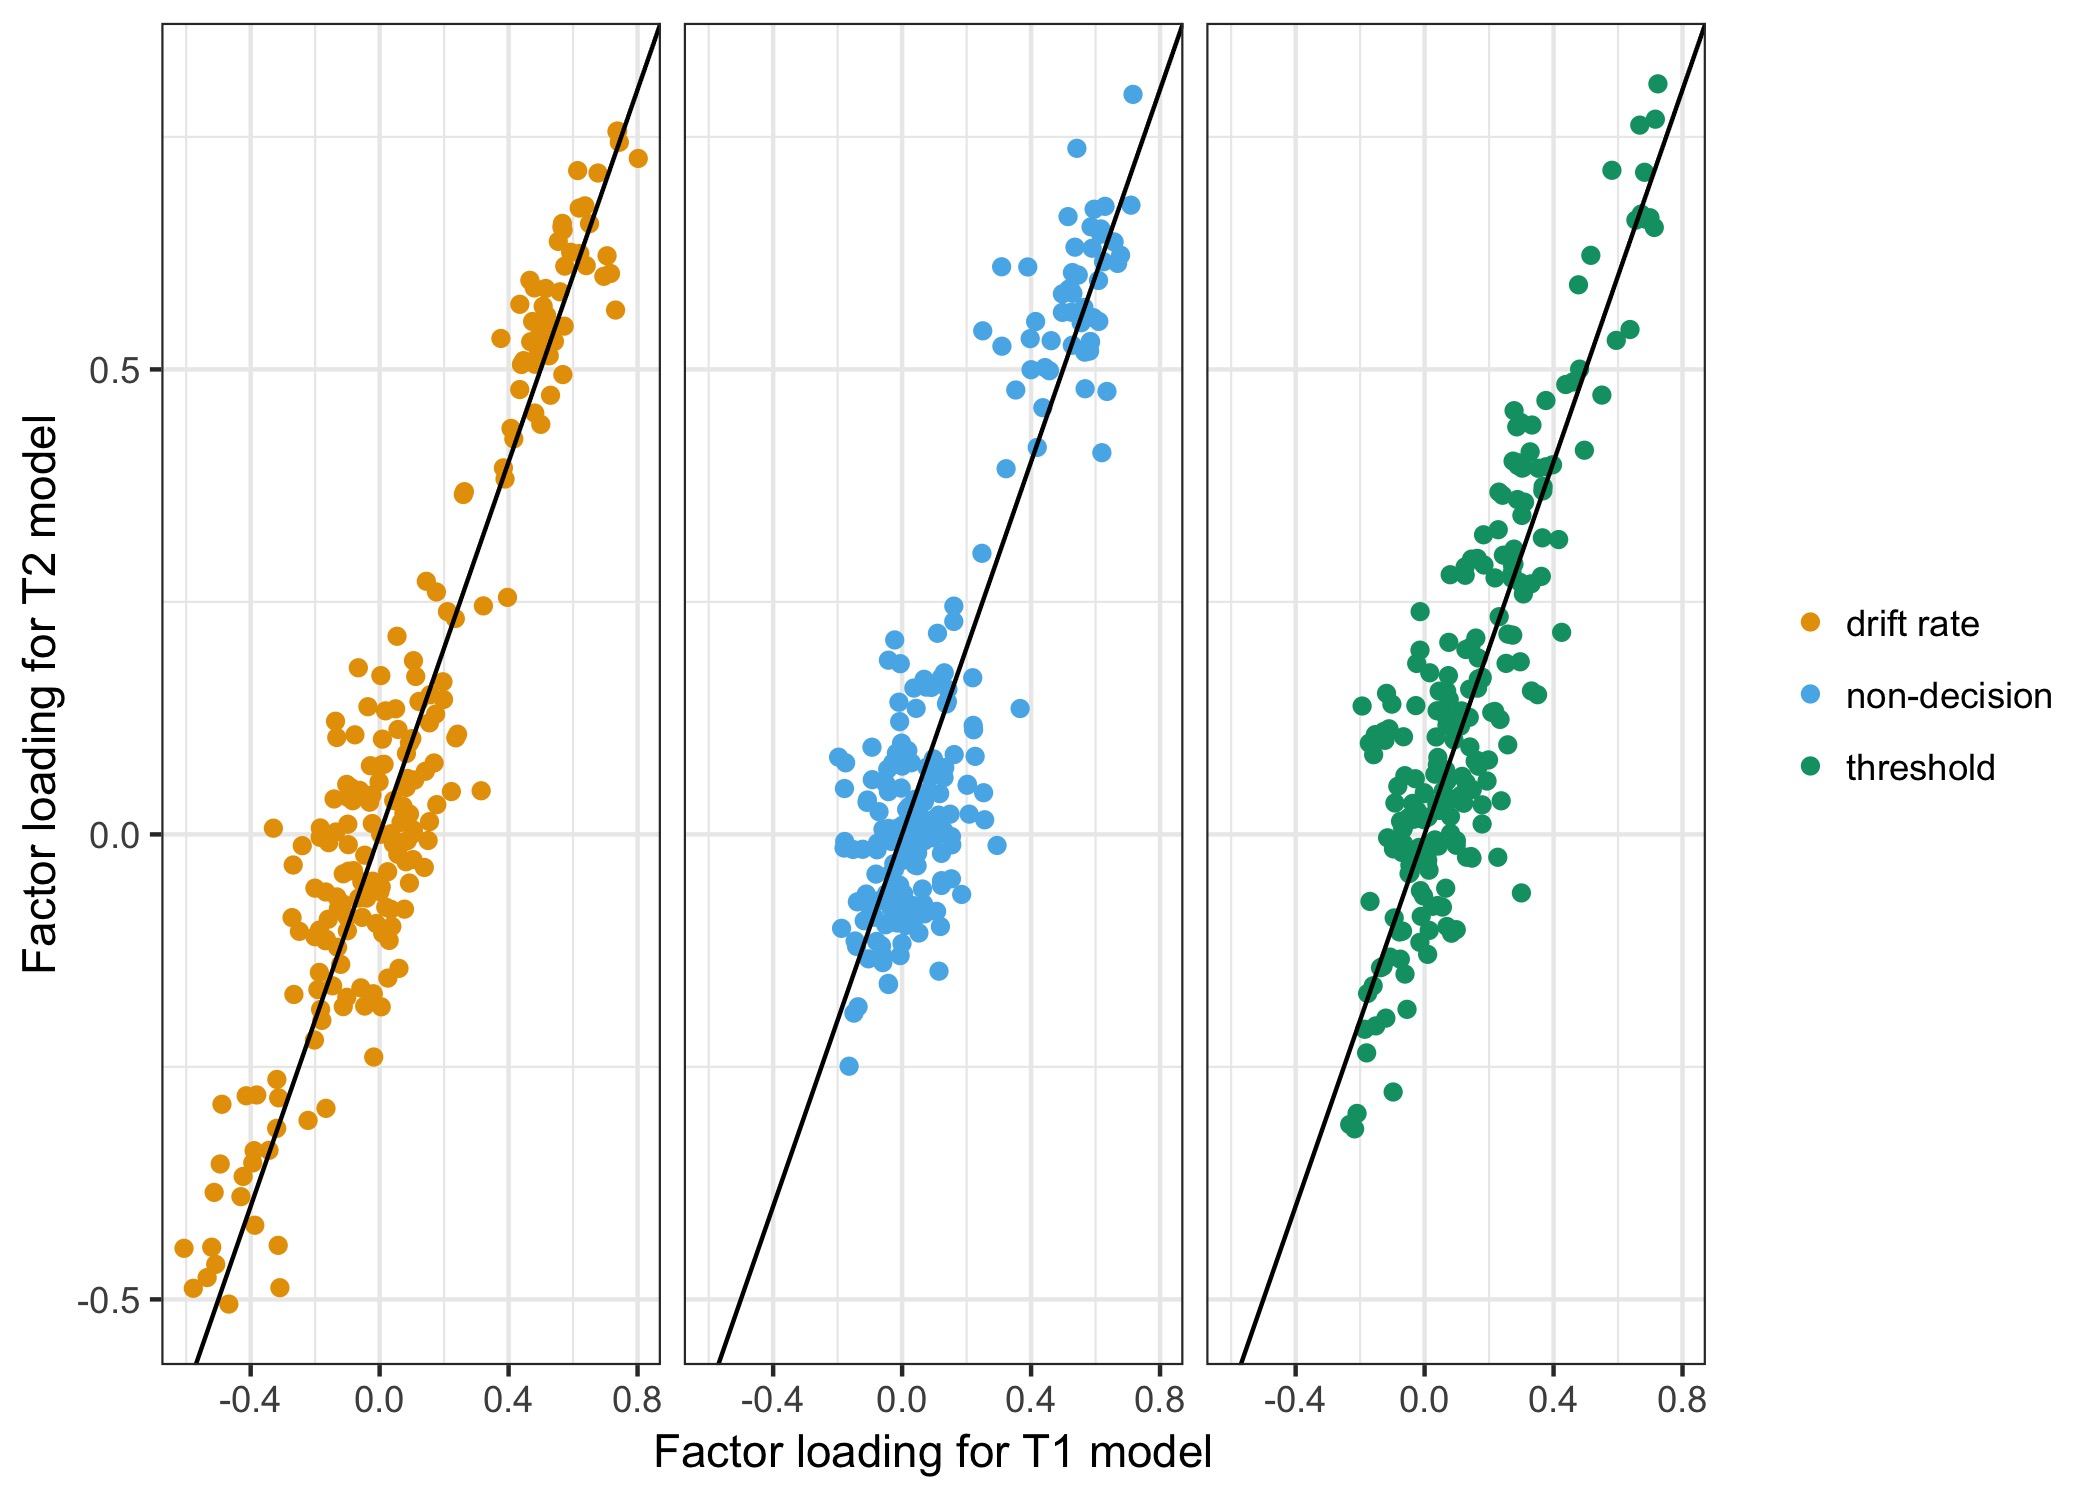 Factor loading for T2 model
0.5
0.0
-0.5
-0.4 0.0 0.4 0.8
-0.4 0.0 0.4 0.8
-0.4 0.0 0.4 0.8
Factor loading for T1 model
drift rate
non-decision
threshold